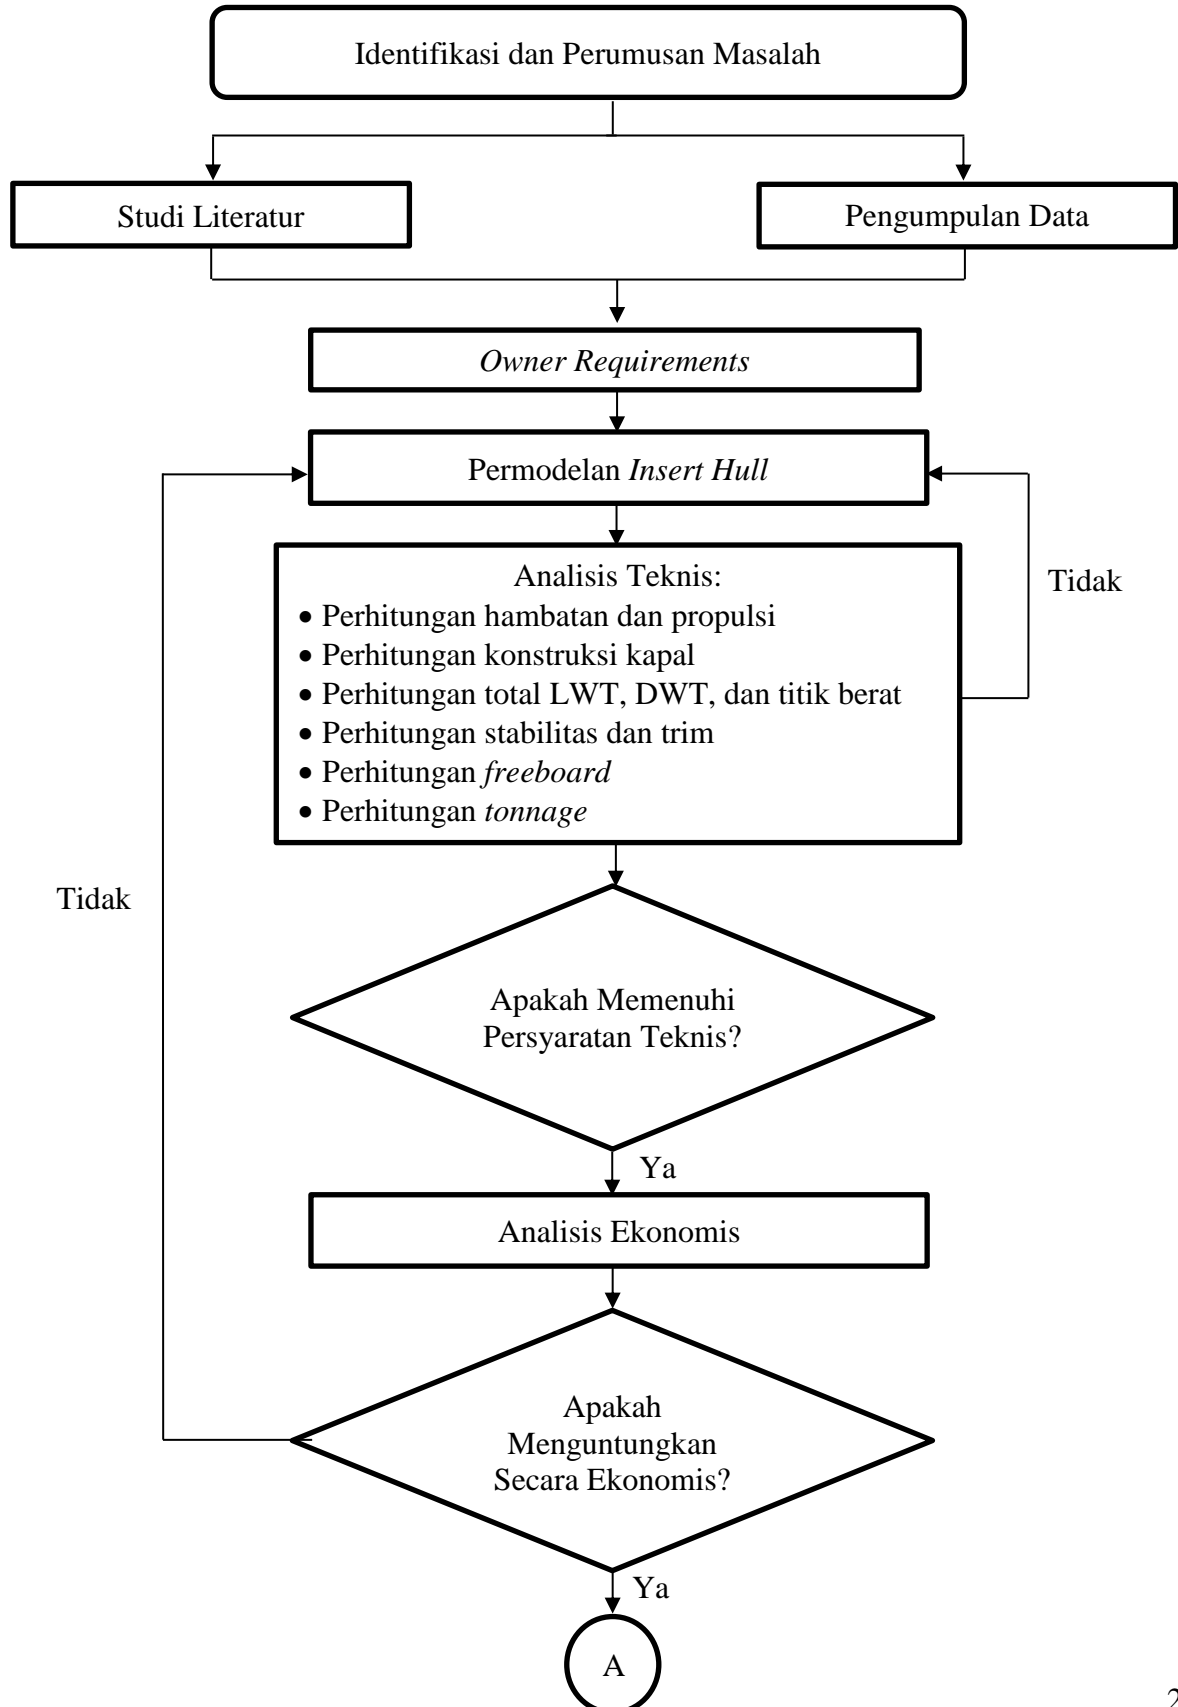 Identifikasi dan Perumusan Masalah
Studi Literatur
Pengumpulan Data
Owner Requirements
Permodelan Insert Hull
Analisis Teknis:
• Perhitungan hambatan dan propulsi
• Perhitungan konstruksi kapal
• Perhitungan total LWT, DWT, dan titik berat
• Perhitungan stabilitas dan trim
• Perhitungan freeboard
• Perhitungan tonnage
Tidak
Tidak
Apakah Memenuhi
Persyaratan Teknis?
Ya
Analisis Ekonomis
Apakah
Menguntungkan
Secara Ekonomis?
Ya
A
2